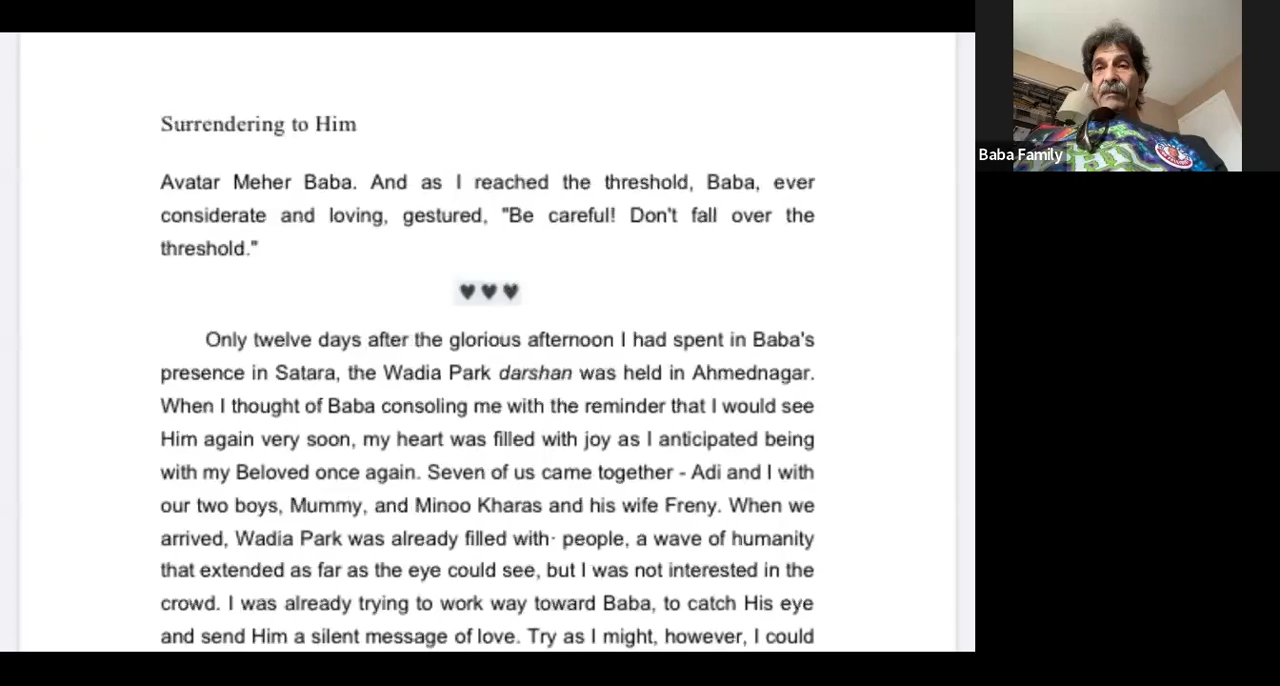 Surrendering to Him
Avatar Meher Baba. And as I reached the threshold, Baba, ever
considerate and loving, gestured, "Be careful! Don't fall over the
threshold."
♥ ♥ ♥
Only twelve days after the glorious afternoon I had spent in Baba's
presence in Satara, the Wadia Park darshan was held in Ahmednagar.
When I thought of Baba consoling me with the reminder that I would see
Him again very soon, my heart was filled with joy as I anticipated being
with my Beloved once again. Seven of us came together - Adi and I with
our two boys, Mummy, and Minoo Kharas and his wife Freny. When we
arrived, Wadia Park was already filled with· people, a wave of humanity
that extended as far as the eye could see, but I was not interested in the
crowd. I was already trying to work way toward Baba, to catch His eye
and send Him a silent message of love. Try as I might, however, I could
Baba Family